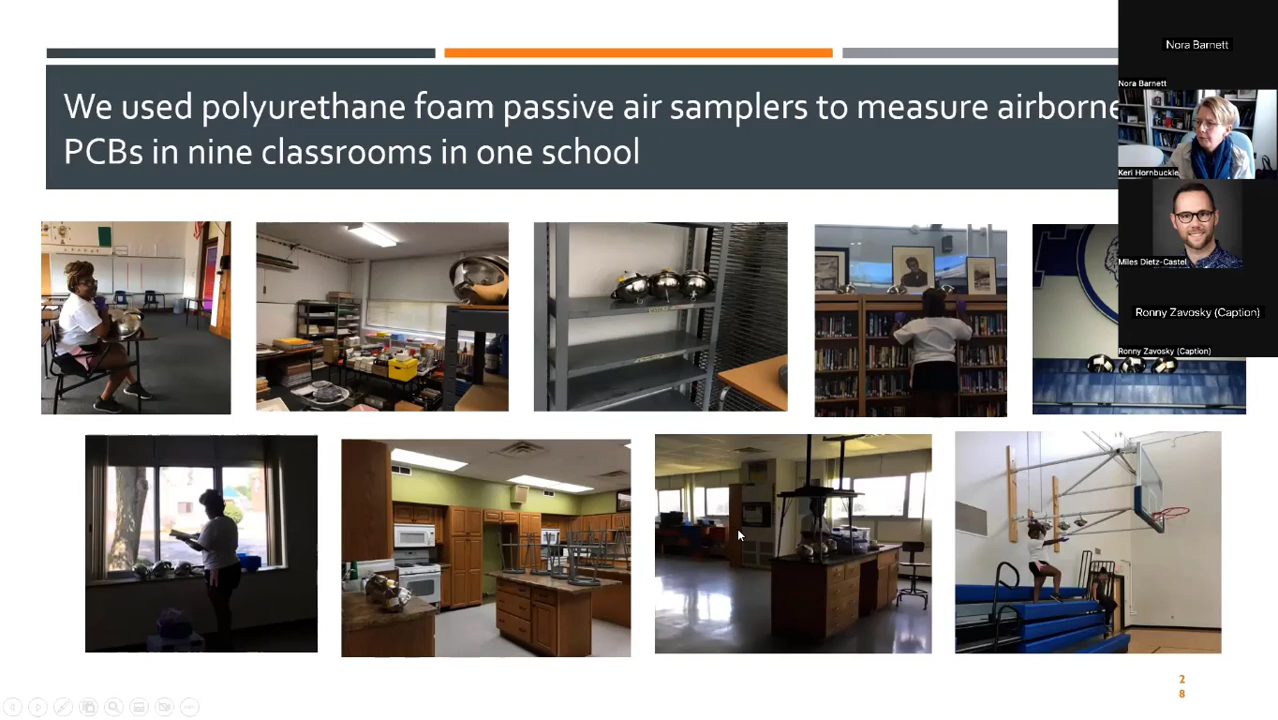 We used polyurethane foam passive air samplers to measure airborne
PCBs in nine classrooms in one school
Nora Barnett
Nora Barnett
Keri Hornbuckle
Miles Dietz-Castel
Ronny Zavosky (Caption)
Ronny Zavosky (Caption)
2
8